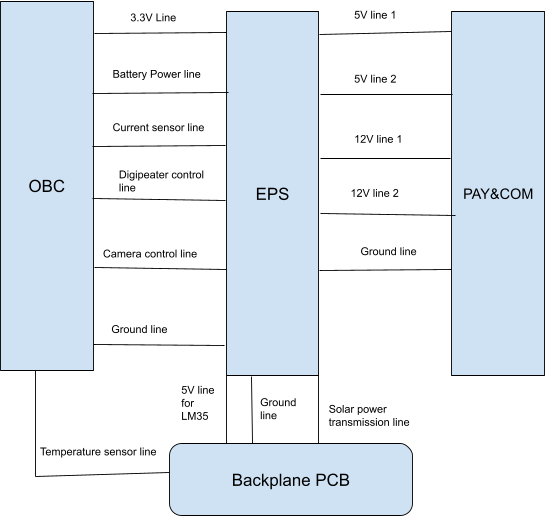 3.3V Line
5V line 1
Battery Power line
5V line 2
Current sensor line
12V line 1
Digipeater control
line
OBC
EPS
12V line 2
PAY&COM
Camera control line
Ground line
Ground line
5V line
for
LM35
Ground
line
Solar power
transmission line
Temperature sensor line
Backplane PCB